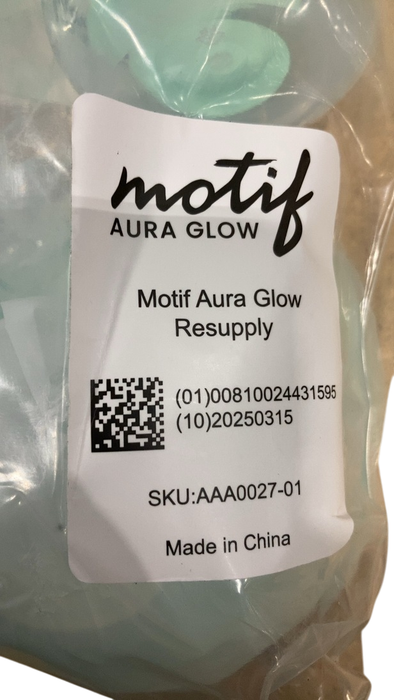 motif
AURA GLOW
Motif Aura Glow
Resupply
(01)00810024431595
(10)20250315
SKU:AAA0027-01
Made in China